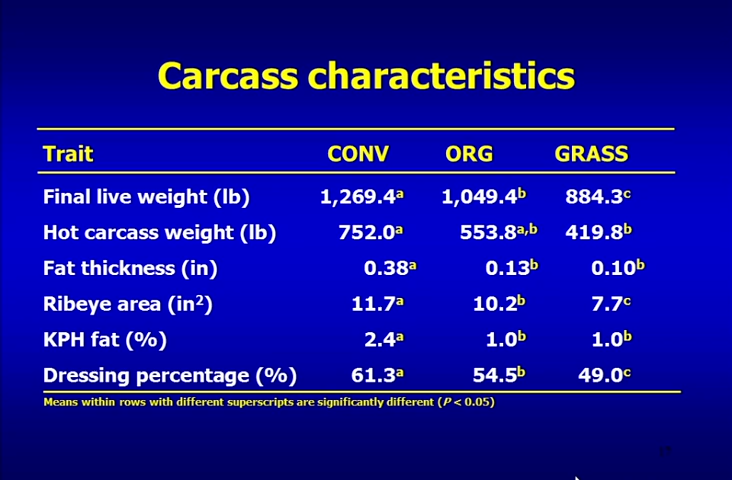 Carcass characteristics
Trait CONV ORG GRASS
Final live weight (lb) 1,269.4a 1,049.4b 884.3c
Hot carcass weight (lb) 752.0a 553.8a,b 419.8b
Fat thickness (in) 0.38a 0.13b 0.10b
Ribeye area (in2) 11.7a 10.2b 7.7c
KPH fat (%) 2.4a 1.0b 1.0b
Dressing percentage (%) 61.3a 54.5b 49.0c
Means within rows with different superscripts are significantly different (P < 0.05)